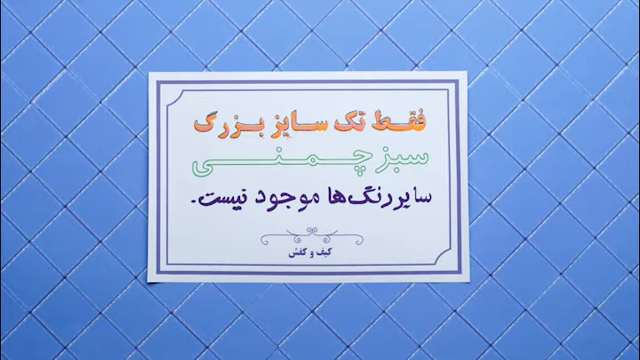 فقط تک سایز بزرگ
سبز چمنی
سایر رنگ‌ها موجود نیست.
کیف و کفش